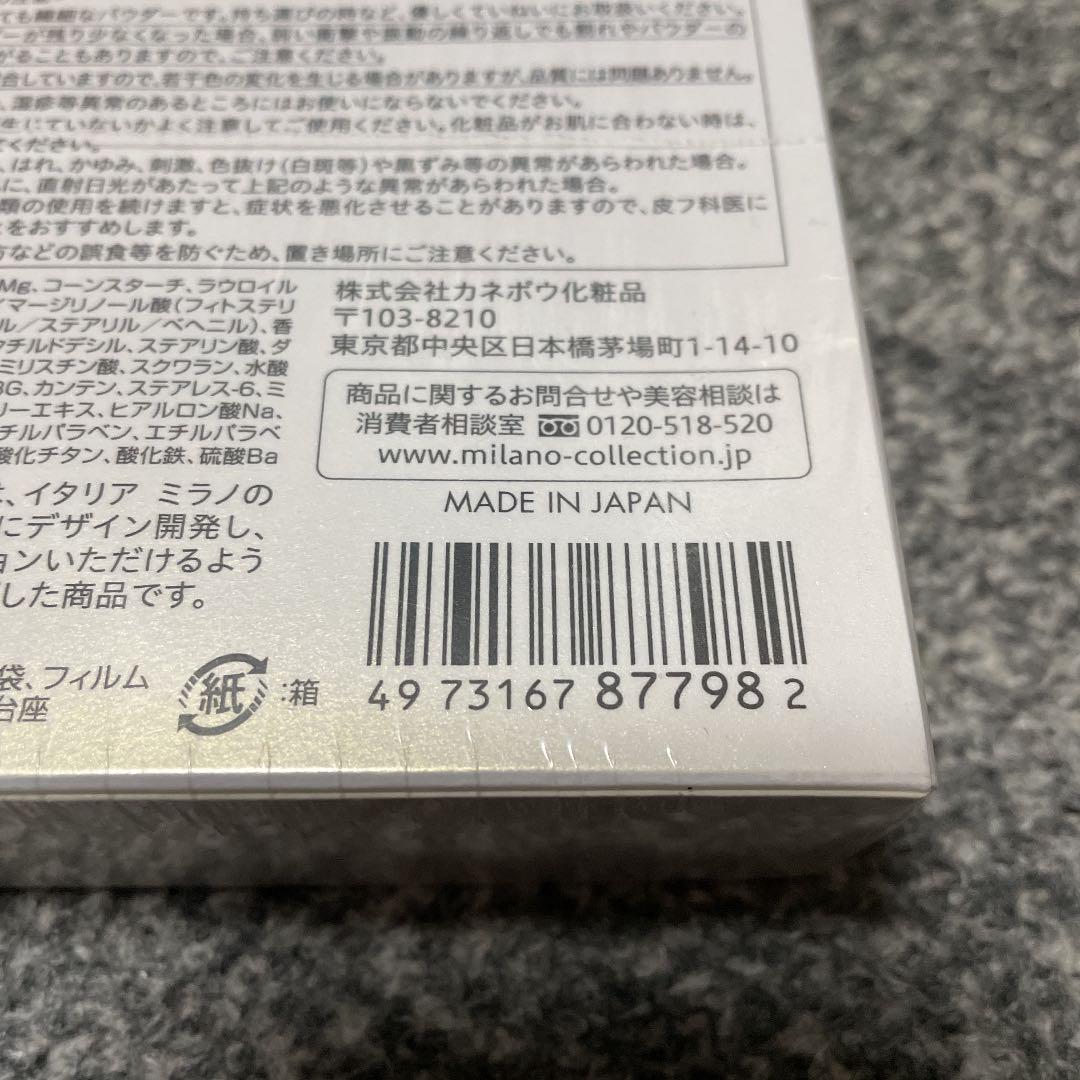 ても繊細なパウダーです。持ち運びの時など、優しくていねいにお取扱いください。
ーが残り少なくなった場合、弱い衝撃や振動の繰り返しでも割れやパウダーの
がることもありますので、ご注意ください。
合していますので、若干色の変化を生じる場合がありますが、品質には問題ありません。
、湿疹等異常のあるところにはお使いにならないでください。
生じていないかよく注意してご使用ください。化粧品がお肌に合わない時は、
てください。
、はれ、かゆみ、刺激、色抜け(白斑等)や黒ずみ等の異常があらわれた場合。
に、直射日光があたって上記のような異常があらわれた場合。
類の使用を続けますと、症状を悪化させることがありますので、皮フ科医に
とをおすすめします。
方などの誤食等を防ぐため、置き場所にご注意ください。
Mg、コーンスターチ、ラウロイル
イマージリノール酸(フィトステリ
ル/ステアリル/ベヘニル)、香
クチルドデシル、ステアリン酸、ダ
ミリスチン酸、スクワラン、水酸
BG、カンテン、ステアレス-6、ミ
リーエキス、ヒアルロン酸Na、
チルパラベン、エチルパラベ
酸化チタン、酸化鉄、硫酸Ba
は、イタリア ミラノの
にデザイン開発し、
ョンいただけるよう
した商品です。
株式会社カネボウ化粧品
〒103-8210
東京都中央区日本橋茅場町1-14-10
商品に関するお問合せや美容相談は
消費者相談室 0120-518-520
www.milano-collection.jp
MADE IN JAPAN
49 73167 87798 2
袋、フィルム
台座
紙:箱